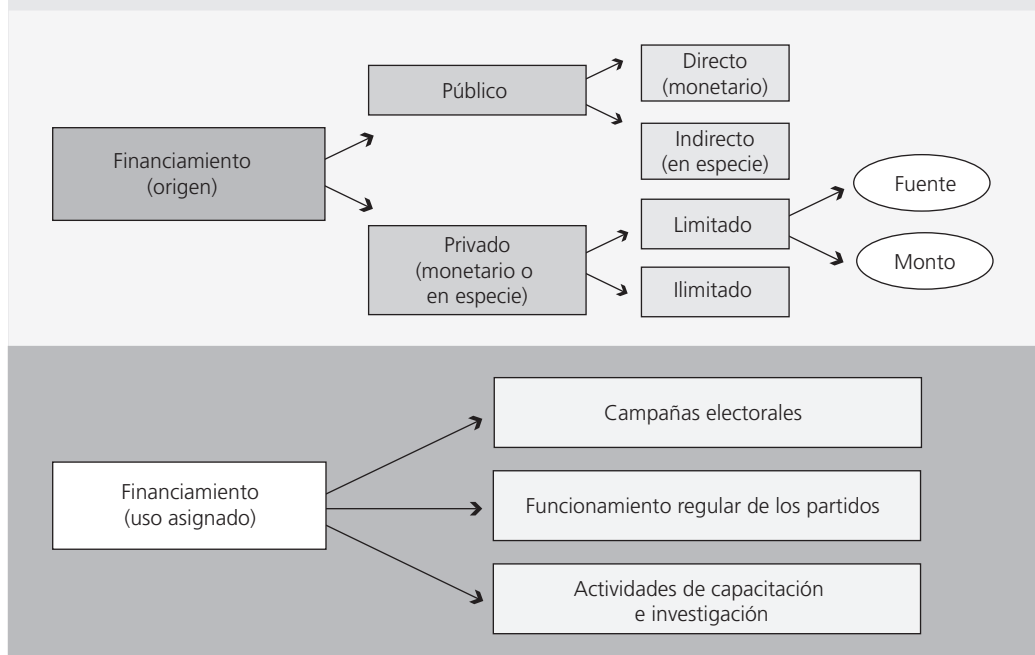 Público
Directo
(monetario)
Indirecto
(en especie)
Financiamiento
(origen)
Privado
(monetario o
en especie)
Limitado
Ilimitado
Fuente
Monto
Financiamiento
(uso asignado)
Campañas electorales
Funcionamiento regular de los partidos
Actividades de capacitación
e investigación